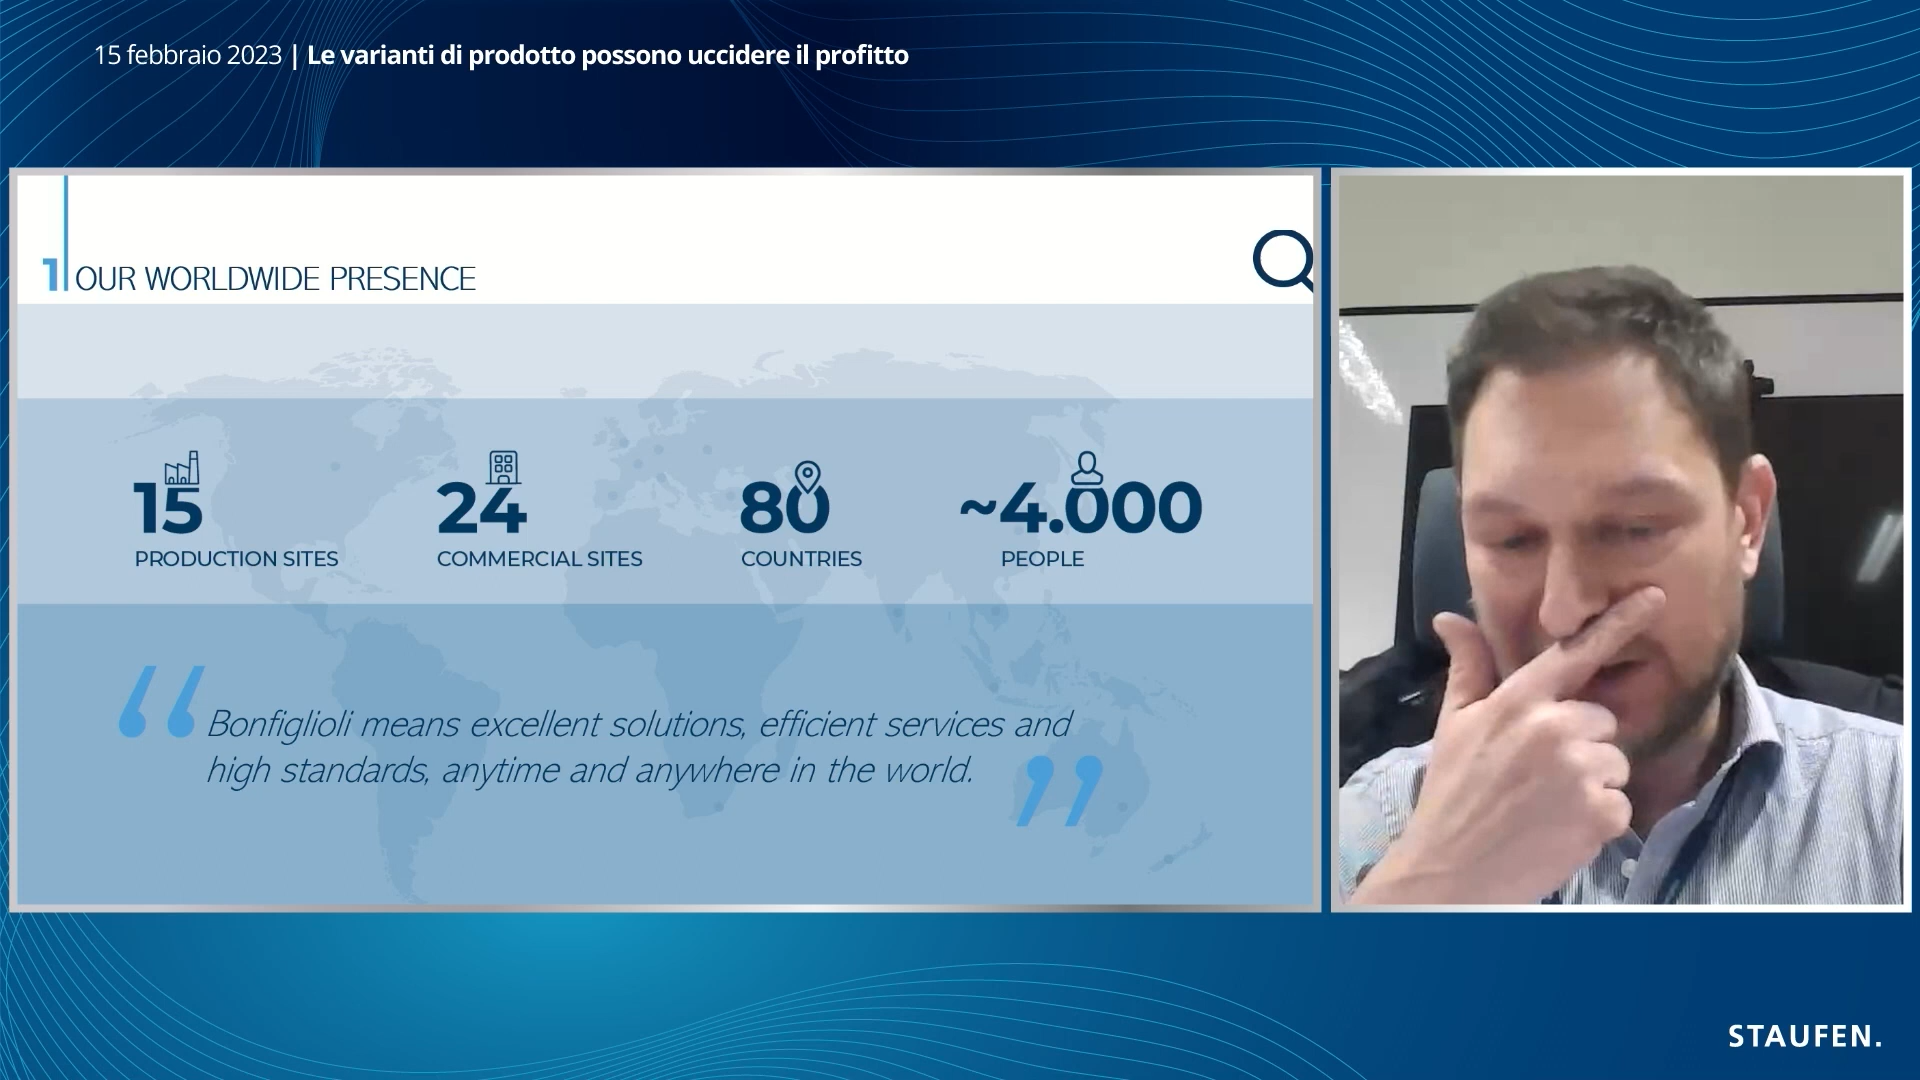 15 febbraio 2023 | Le varianti di prodotto possono uccidere il profitto
1 OUR WORLDWIDE PRESENCE
15 24 80 ~4.000
PRODUCTION SITES COMMERCIAL SITES COUNTRIES PEOPLE
“Bonfiglioli means excellent solutions, efficient services and
high standards, anytime and anywhere in the world.”
STAUFEN.